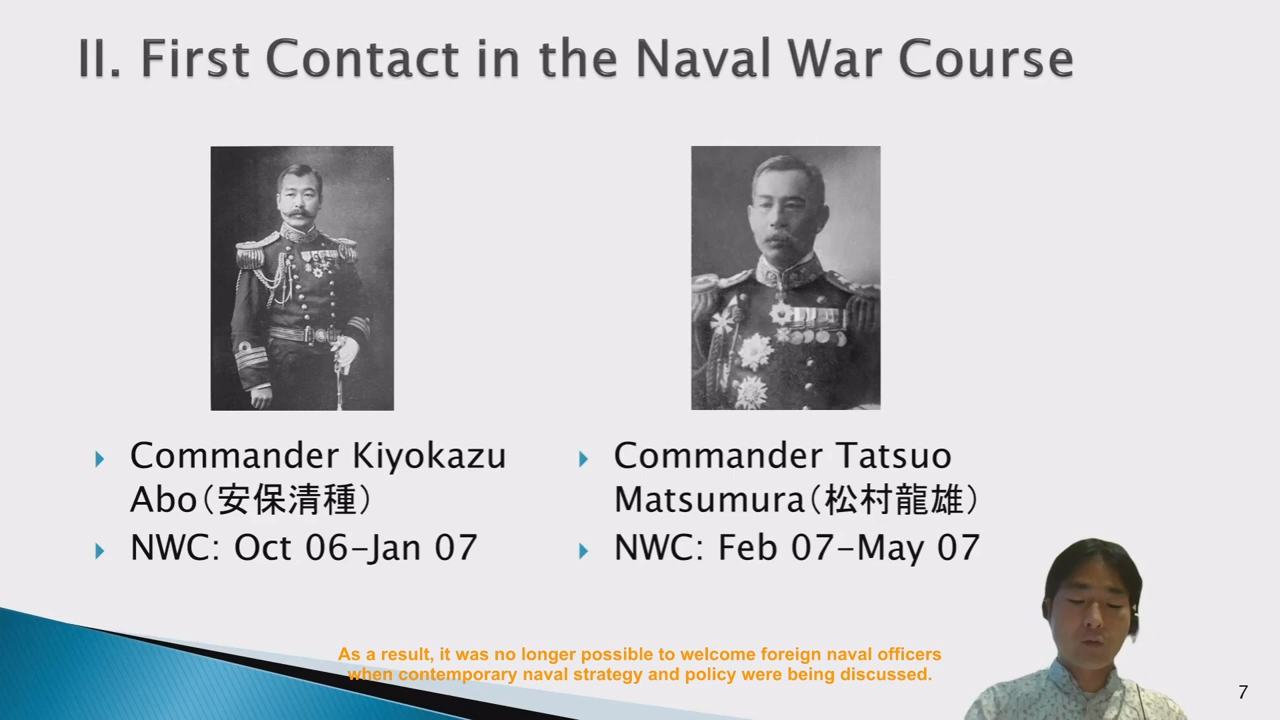 II. First Contact in the Naval War Course
Commander Kiyokazu
Abo(安保清種)
NWC: Oct 06-Jan 07
Commander Tatsuo
Matsumura(松村龍雄)
NWC: Feb 07-May 07
As a result, it was no longer possible to welcome foreign naval officers
when contemporary naval strategy and policy were being discussed.
7